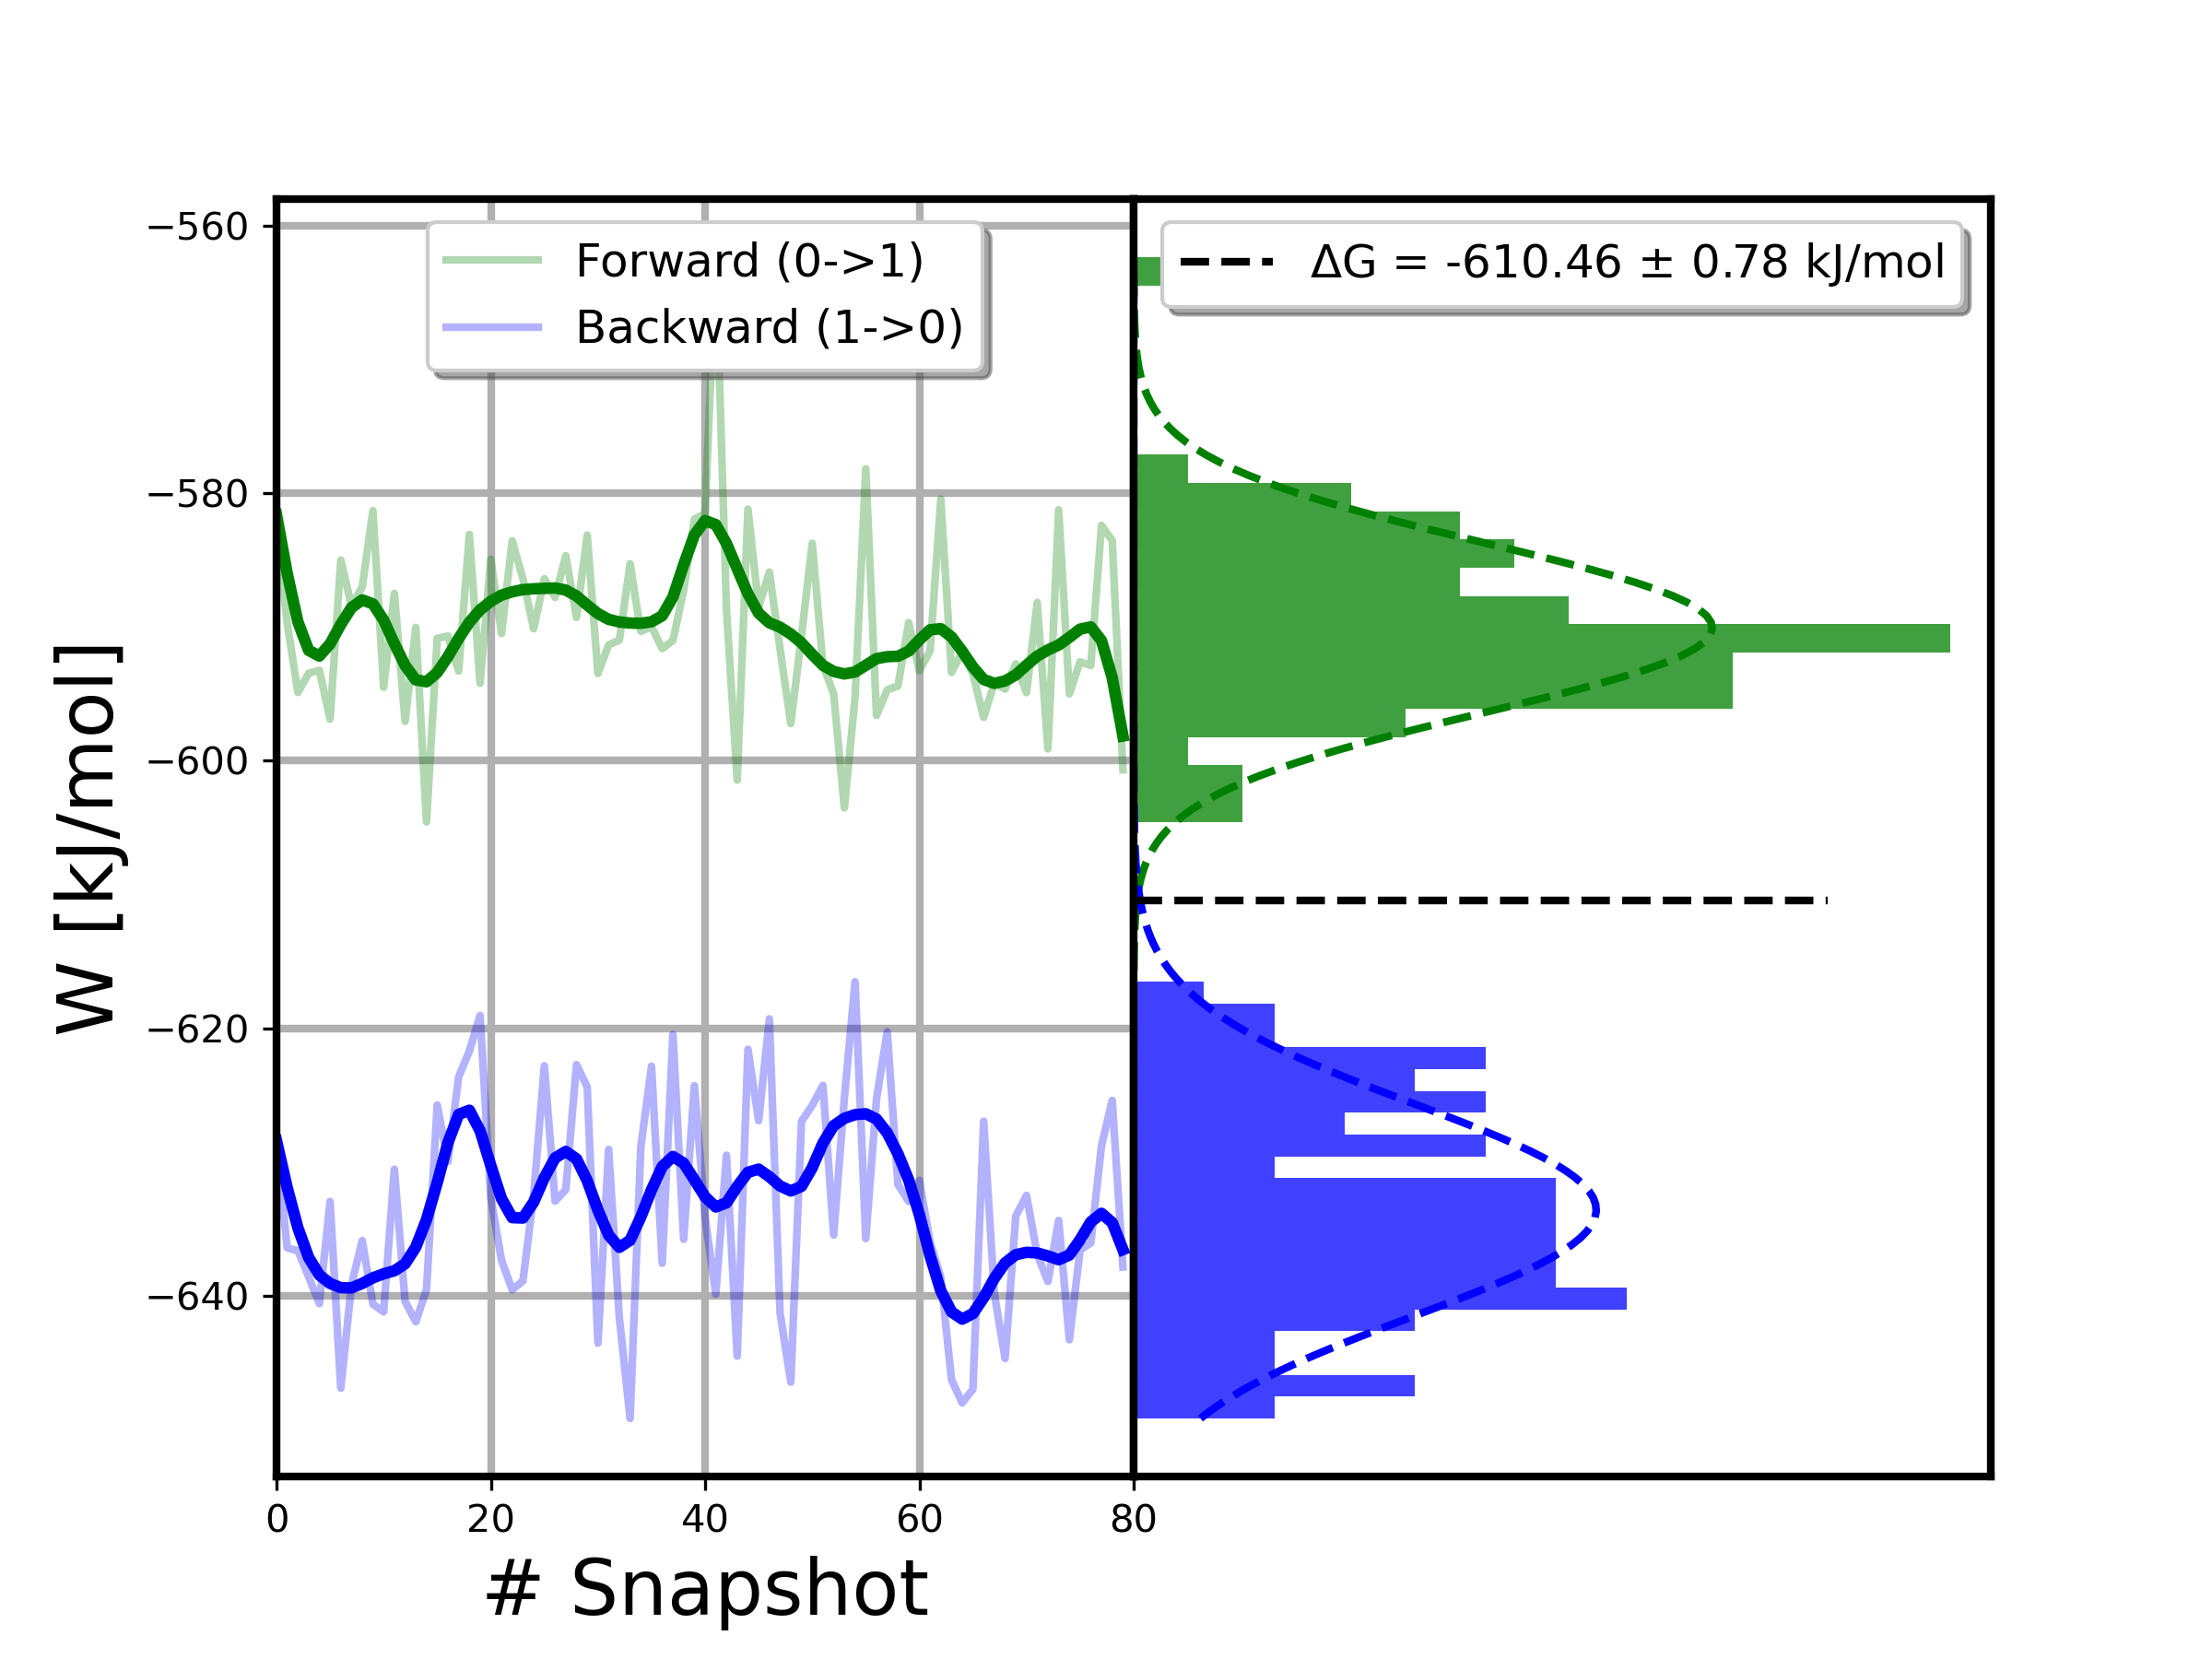 W [kJ/mol]
−560
−580
−600
−620
−640
Forward (0->1)
Backward (1->0)
ΔG = -610.46 ± 0.78 kJ/mol
0
20
40
60
80
# Snapshot